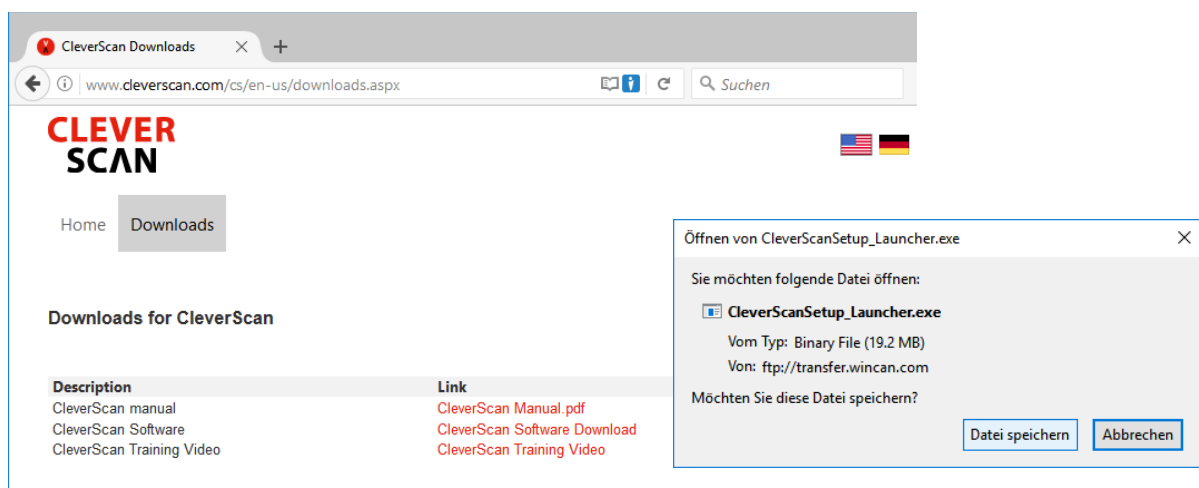 CleverScan Downloads
www.cleverscan.com/cs/en-us/downloads.aspx
Suchen
CLEVER
SCΛN
Home
Downloads
Downloads for CleverScan
Description Link
CleverScan manual CleverScan Manual.pdf
CleverScan Software CleverScan Software Download
CleverScan Training Video CleverScan Training Video
Öffnen von CleverScanSetup_Launcher.exe
Sie möchten folgende Datei öffnen:
CleverScanSetup_Launcher.exe
Vom Typ: Binary File (19.2 MB)
Von: ftp://transfer.wincan.com
Möchten Sie diese Datei speichern?
Datei speichern
Abbrechen